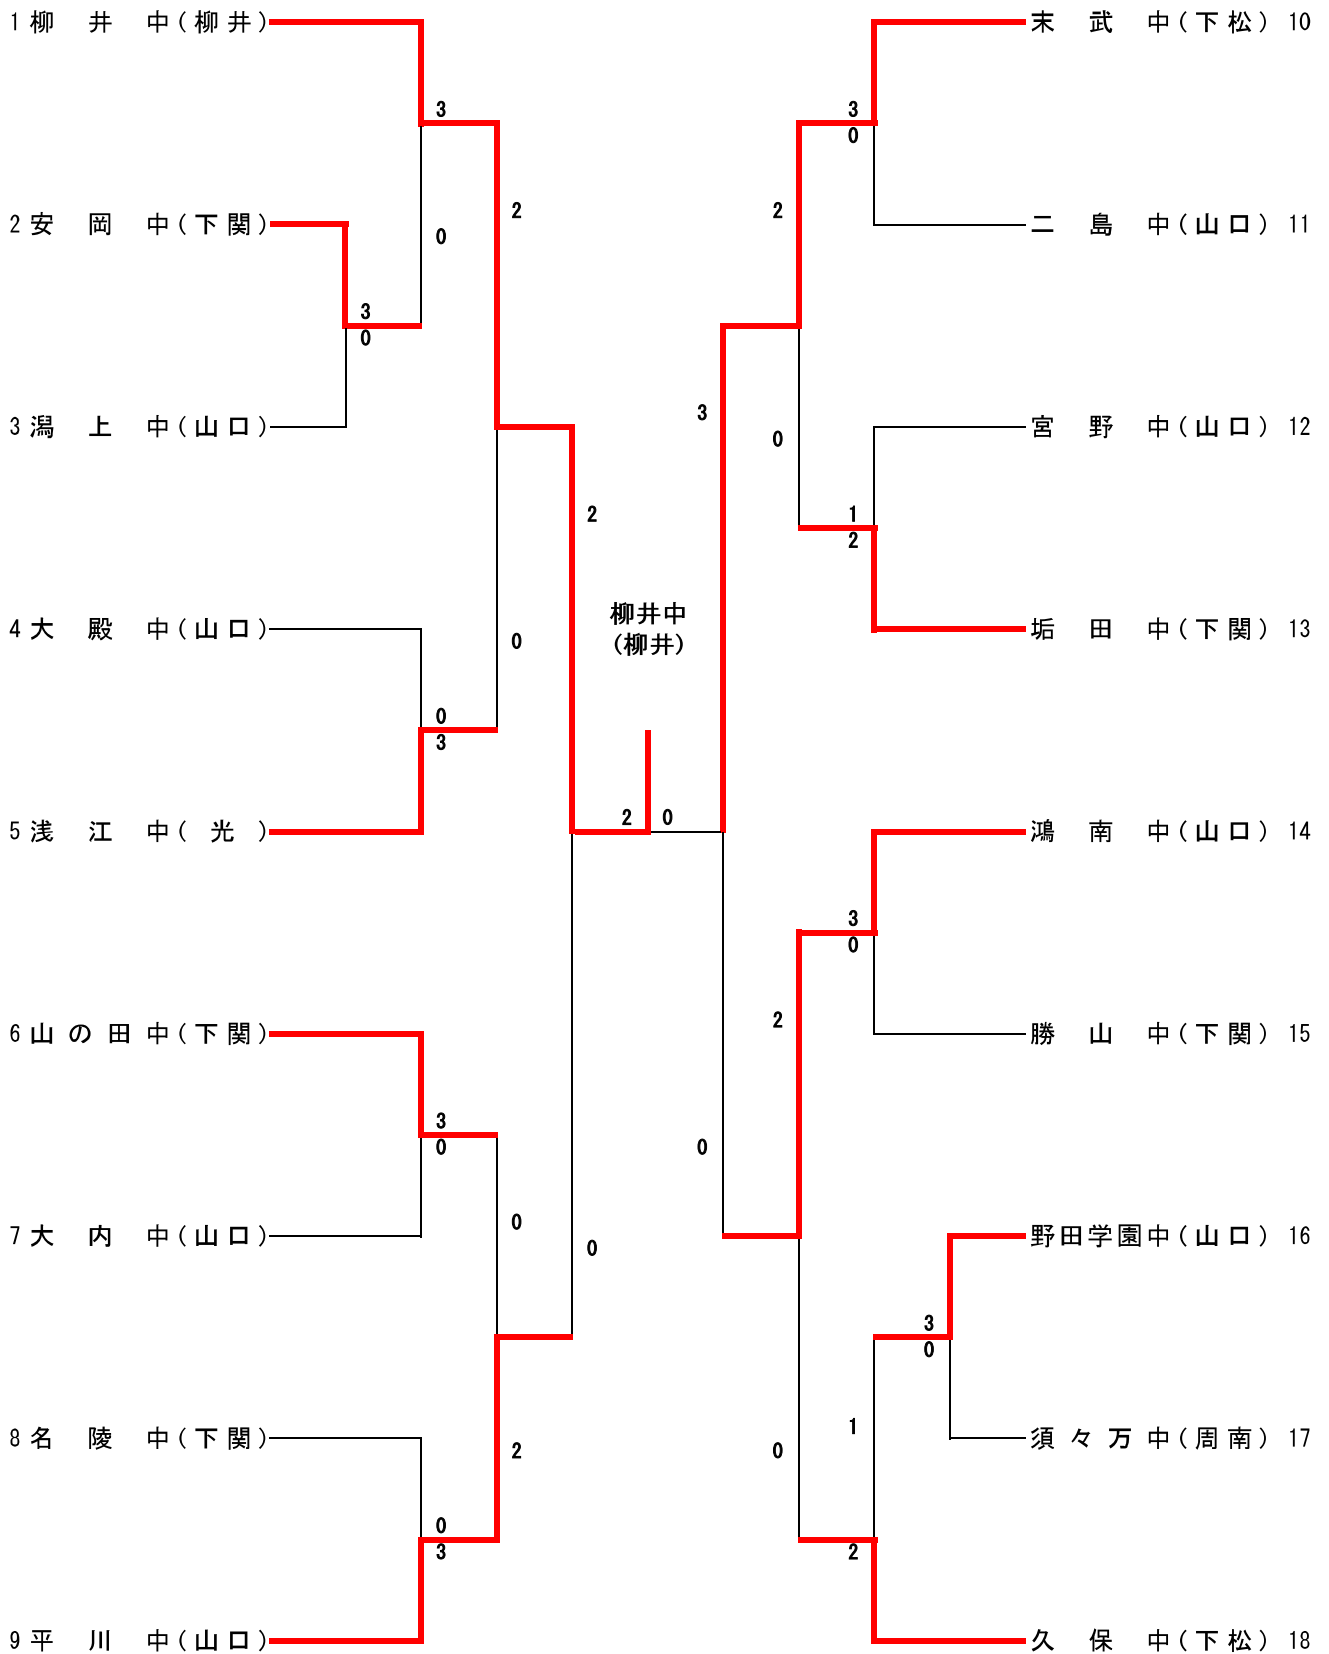 1 柳 井 中(柳井)
2 安 岡 中(下関)
3 潟 上 中(山口)
4 大 殿 中(山口)
5 浅 江 中( 光 )
6 山の田中(下関)
7 大 内 中(山口)
8 名 陵 中(下関)
9 平 川 中(山口)
3
0
3
0
2
0
0
3
2
3
0
0
0
3
2
0
柳井中
(柳井)
2 0
3
0
2
0
3
1
2
3
0
2
0
0
3
0
1
2
末 武 中(下松) 10
二 島 中(山口) 11
宮 野 中(山口) 12
垢 田 中(下関) 13
鴻 南 中(山口) 14
勝 山 中(下関) 15
野田学園中(山口) 16
須々万中(周南) 17
久 保 中(下松) 18